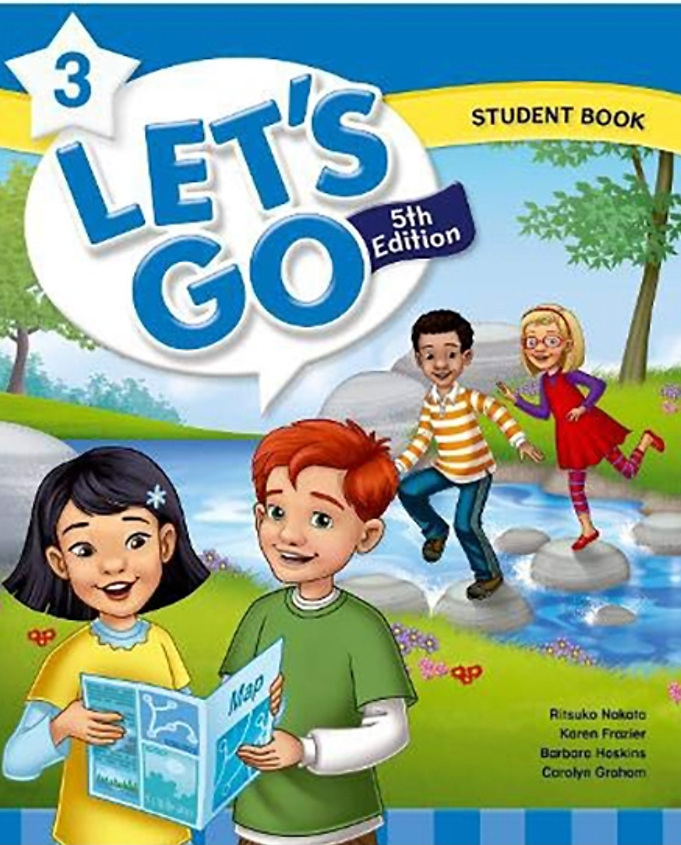 3
LET'S
GO
5th
Edition
STUDENT BOOK
Map
Ritsuko Nakata
Karen Frazier
Barbara Hoskins
Carolyn Graham